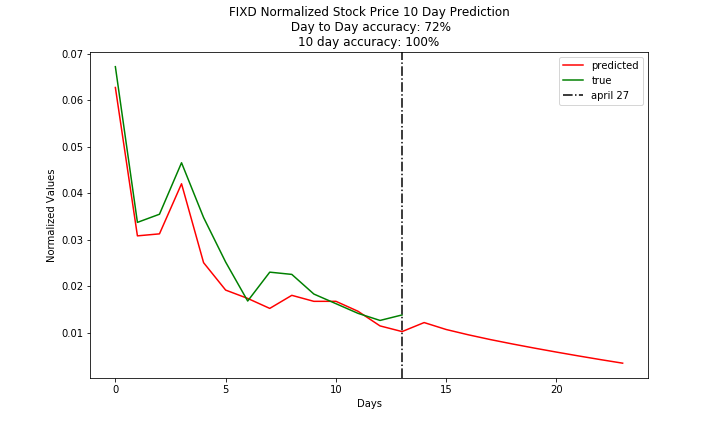 FIXD Normalized Stock Price 10 Day Prediction
Day to Day accuracy: 72%
10 day accuracy: 100%
0.07
0.06
0.05
0.04
0.03
0.02
0.01
Normalized Values
predicted
true
april 27
0
5
10
15
20
Days